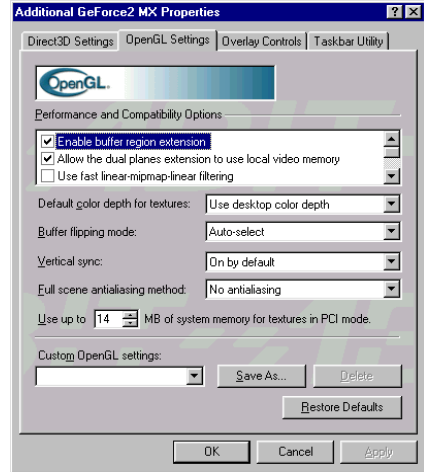 Additional GeForce2 MX Properties
Direct3D Settings OpenGL Settings Overlay Controls Taskbar Utility
OpenGL.
Performance and Compatibility Options
Enable buffer region extension
Allow the dual planes extension to use local video memory
Use fast linear-mipmap-linear filtering
Default color depth for textures: Use desktop color depth
Buffer flipping mode: Auto-select
Vertical sync: On by default
Full scene antialiasing method: No antialiasing
Use up to 14 MB of system memory for textures in PCI mode.
Custom OpenGL settings:
Save As... Delete
Restore Defaults
OK Cancel Apply